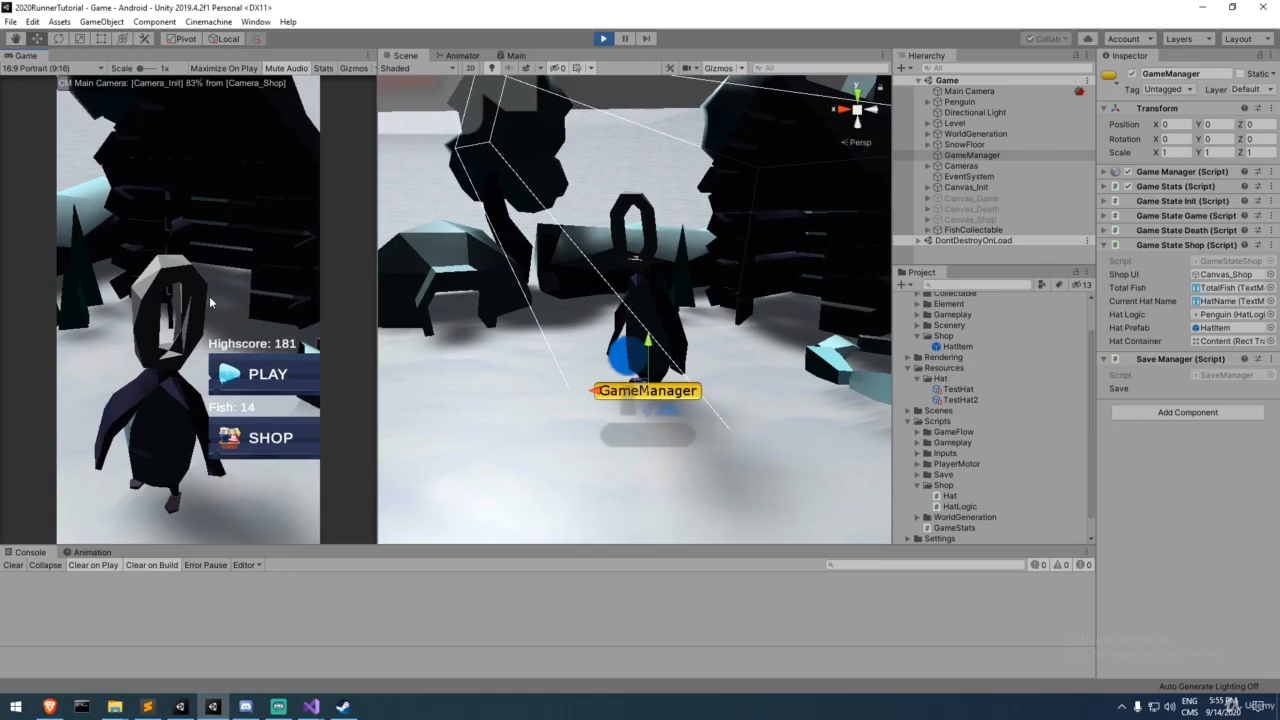 2020RunnerTutorial - Game - Android - Unity 2019.4.2f1 Personal <DX11>
File Edit Assets GameObject Component Cinemachine Window Help
Pivot Local Collab Account Layers Layout
Game Scene Animator Main Hierarchy Inspector
16:9 Portrait (9:16) Scale 1x Maximize On Play Mute Audio Stats Gizmos Shaded 2D 0 Gizmos All All
CM Main Camera: [Camera_Init] 83% from [Camera_Shop]
Highscore: 181
PLAY
Fish: 14
SHOP
y
x
Persp
GameManager
Game
Main Camera
Penguin
Directional Light
Level
WorldGeneration
SnowFloor
GameManager
Cameras
EventSystem
Canvas_Init
Canvas_Game
Canvas_Death
Canvas_Shop
FishCollectable
DontDestroyOnLoad
Project
13
Collectable
Element
Gameplay
Scenery
Shop
HatItem
Rendering
Resources
Hat
TestHat
TestHat2
Scenes
Scripts
GameFlow
Gameplay
Inputs
PlayerMotor
Save
Shop
Hat
HatLogic
WorldGeneration
GameStats
Settings
GameManager Static
Tag Untagged Layer Default
Transform
Position X 0 Y 0 Z 0
Rotation X 0 Y 0 Z 0
Scale X 1 Y 1 Z 1
Game Manager (Script)
Game Stats (Script)
Game State Init (Script)
Game State Game (Script)
Game State Death (Script)
Game State Shop (Script)
Script GameStateShop
Shop UI Canvas_Shop
Total Fish TotalFish (TextM
Current Hat Name HatName (TextM
Hat Logic Penguin (HatLogi
Hat Prefab HatItem
Hat Container Content (Rect Tra
Save Manager (Script)
Script SaveManager
Save
Add Component
Console Animation
Clear Collapse Clear on Play Clear on Build Error Pause Editor 0 0 0
Auto Generate Lighting Off
ENG 5:55 PM
CMS 9/14/2020
Udemy